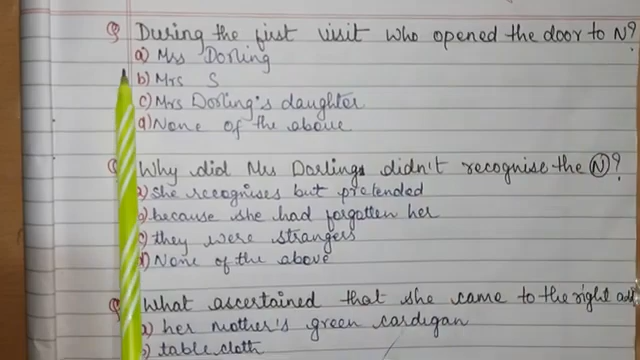 Q During the first visit who opened the door to N?
a) Mrs Dorling
b) Mrs S
c) Mrs Dorling's daughter
d) None of the above
Q Why did Mrs Dorlings didn't recognise the N?
a) she recognises but pretended
b) because she had forgotten her
c) they were strangers
d) None of the above
Q What ascertained that she came to the right
a) her mother's green cardigan
b) table cloth